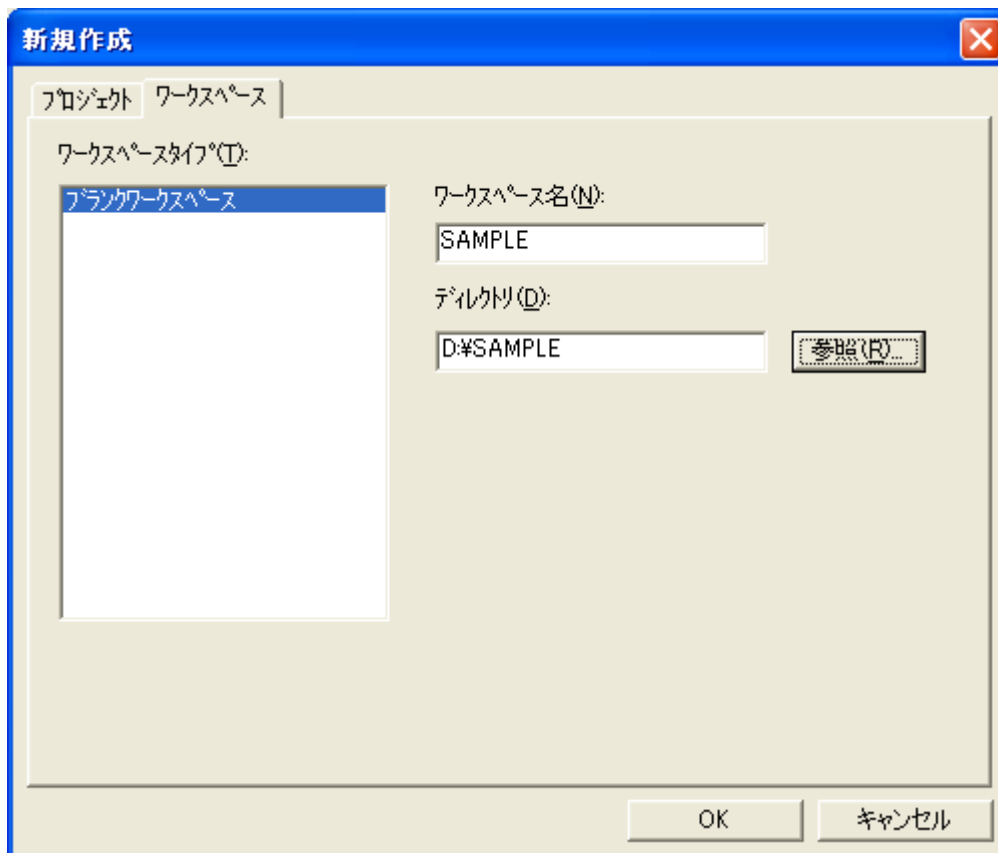 新規作成
プロジェクト ワークスペース
ワークスペースタイプ(T):
ブランクワークスペース
ワークスペース名(N):
SAMPLE
ディレクトリ(D):
D:¥SAMPLE
参照(R)...
OK キャンセル